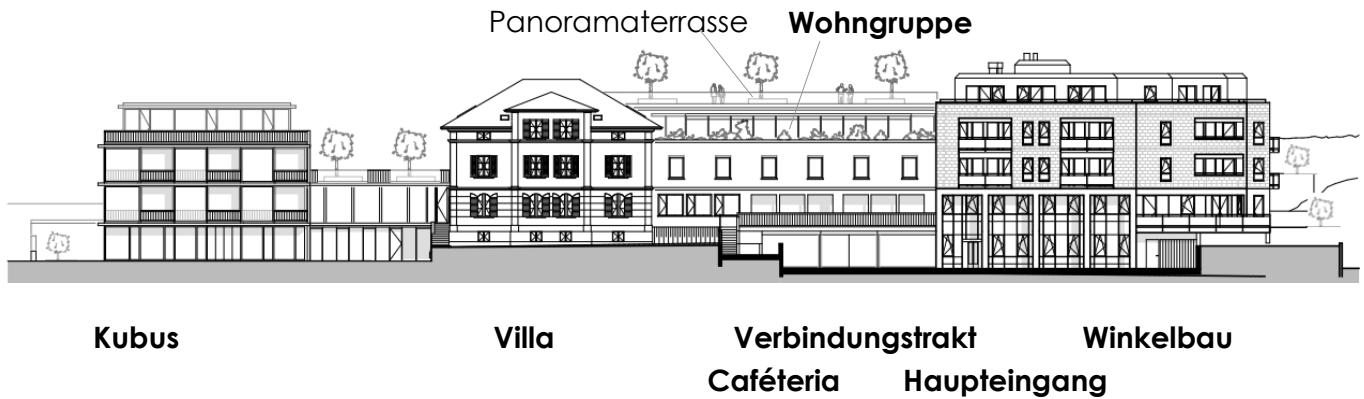 Panoramaterrasse Wohngruppe
Kubus Villa Verbindungstrakt Winkelbau
Caféteria Haupteingang